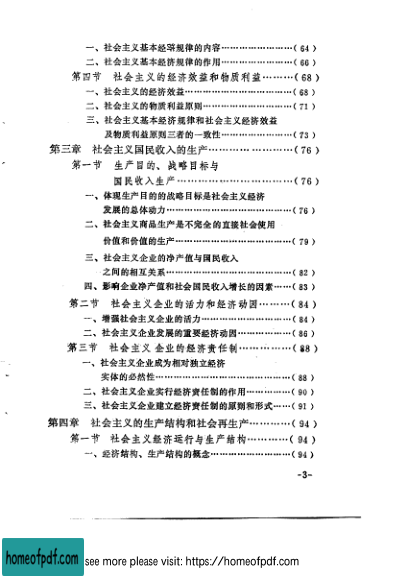 一、社会主义基本经济规律的内容……………………(64)
二、社会主义基本经济规律的作用……………………(66)
第四节 社会主义的经济效益和物质利益………(68)
一、社会主义的经济效益………………………………(68)
二、社会主义的物质利益原则…………………………(71)
三、社会主义基本经济规律和社会主义经济效益
及物质利益原则三者的一致性……………………(73)
第三章 社会主义国民收入的生产…………………(76)
第一节 生产目的、战略目标与
国民收入生产……………………………(76)
一、体现生产目的的战略目标是社会主义经济
发展的总体动力……………………………………(76)
二、社会主义商品生产是不完全的直接社会使用
价值和价值的生产…………………………………(79)
三、社会主义企业的净产值与国民收入
之间的相互关系……………………………………(82)
四、影响企业净产值和社会国民收入增长的因素……(83)
第二节 社会主义企业的活力和经济动因………(84)
一、增强社会主义企业的活力…………………………(84)
二、社会主义企业发展的重要经济动因………………(86)
第三节 社会主义企业的经济责任制……………(88)
一、社会主义企业成为相对独立经济
实体的必然性………………………………………(88)
二、社会主义企业实行经济责任制的作用……………(90)
三、社会主义企业建立经济责任制的原则和形式……(91)
第四章 社会主义的生产结构和社会再生产…………(94)
第一节 社会主义经济运行与生产结构…………(94)
一、经济结构、生产结构的概念………………………(94)
-3-
homeofpdf.com see more please visit: https://homeofpdf.com